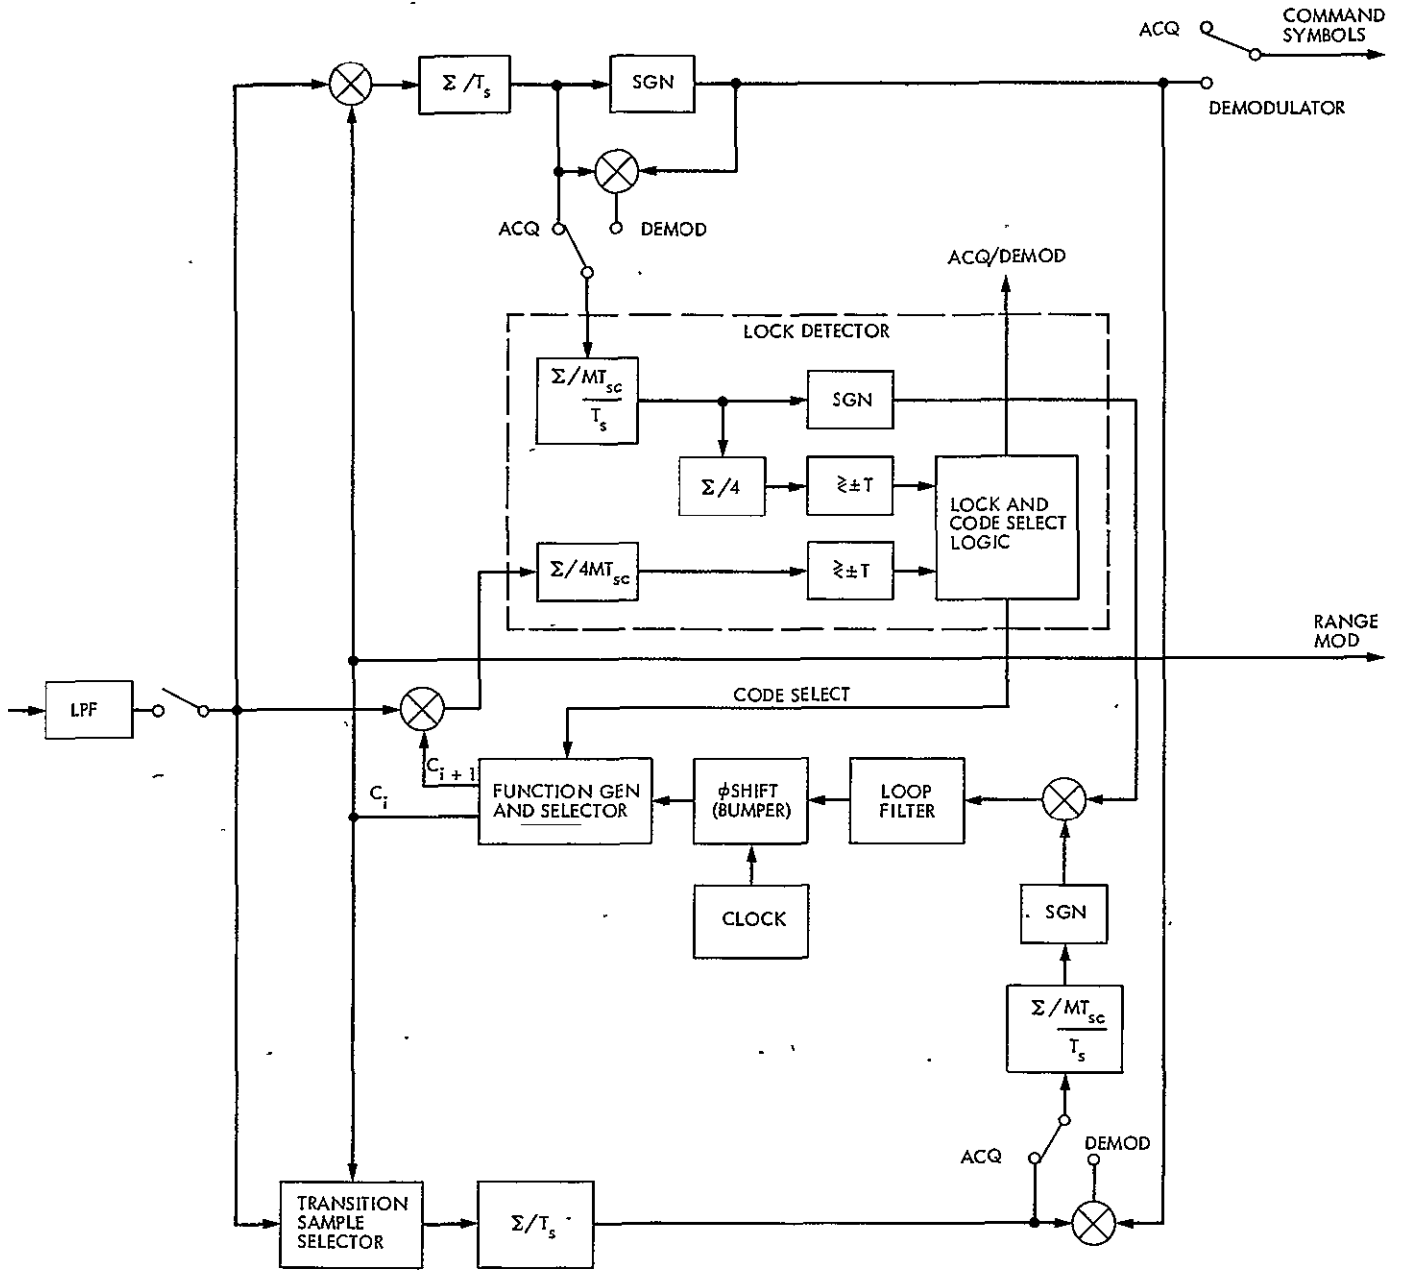 COMMAND
SYMBOLS
ACQ
DEMODULATOR
Σ/T_s
SGN
ACQ
DEMOD
ACQ/DEMOD
LOCK DETECTOR
Σ/MT_sc
T_s
SGN
Σ/4
≷±T
LOCK AND
CODE SELECT
LOGIC
Σ/4MT_sc
≷±T
RANGE
MOD
LPF
CODE SELECT
C_i+1
C_i
FUNCTION GEN
AND SELECTOR
ϕSHIFT
(BUMPER)
LOOP
FILTER
CLOCK
SGN
Σ/MT_sc
T_s
ACQ
DEMOD
TRANSITION
SAMPLE
SELECTOR
Σ/T_s